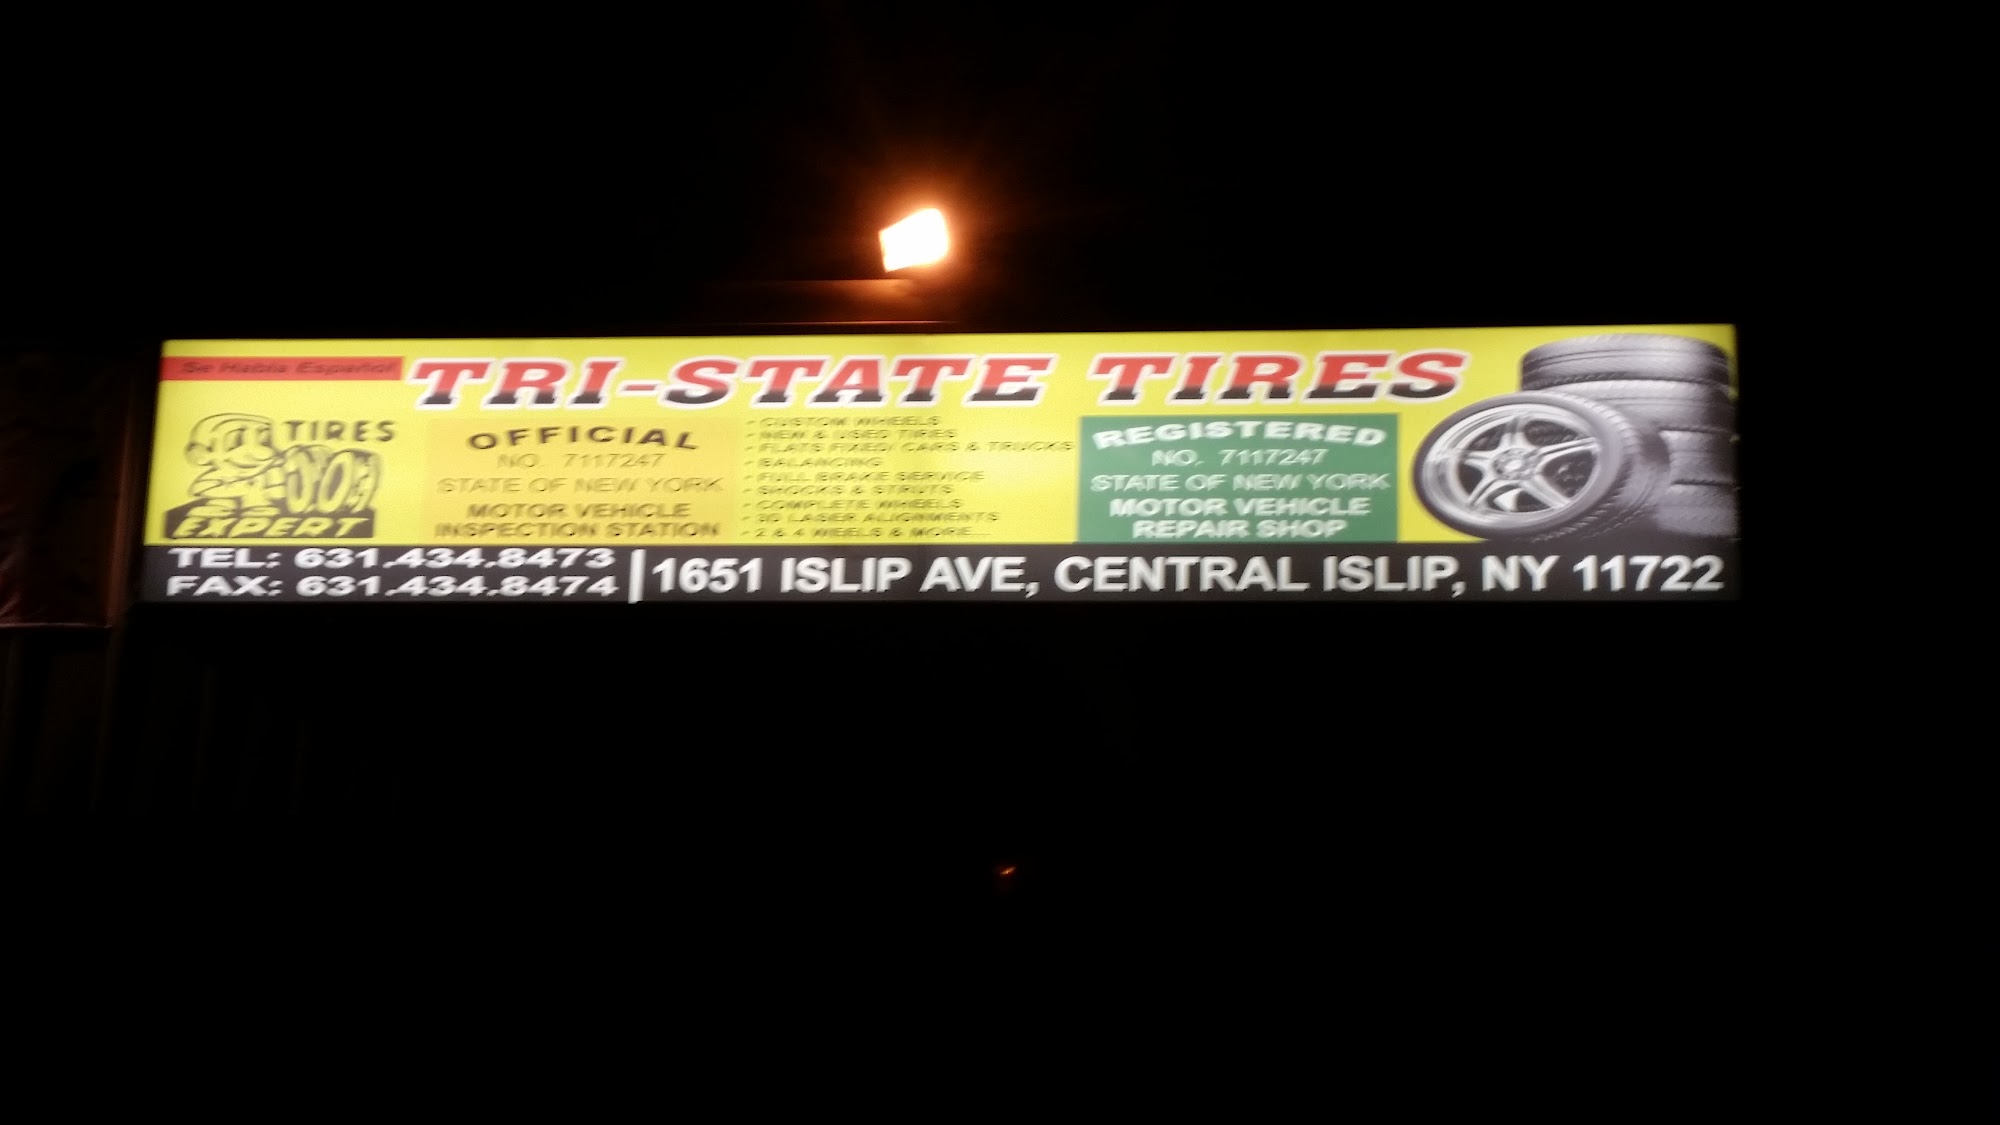 Se Habla Español
TRI-STATE TIRES
TIRES
EXPERT
OFFICIAL
NO. 7117247
STATE OF NEW YORK
MOTOR VEHICLE
INSPECTION STATION
- CUSTOM WHEELS
- NEW & USED TIRES
- FLATS FIXED/ CARS & TRUCKS
- BALANCING
- FULL BRAKE SERVICE
- SHOCKS & STRUTS
- COMPLETE WHEELS
- 3D LASER ALIGNMENTS
- 2 & 4 WEELS & MORE...
REGISTERED
NO. 7117247
STATE OF NEW YORK
MOTOR VEHICLE
REPAIR SHOP
TEL: 631.434.8473
FAX: 631.434.8474
1651 ISLIP AVE, CENTRAL ISLIP, NY 11722